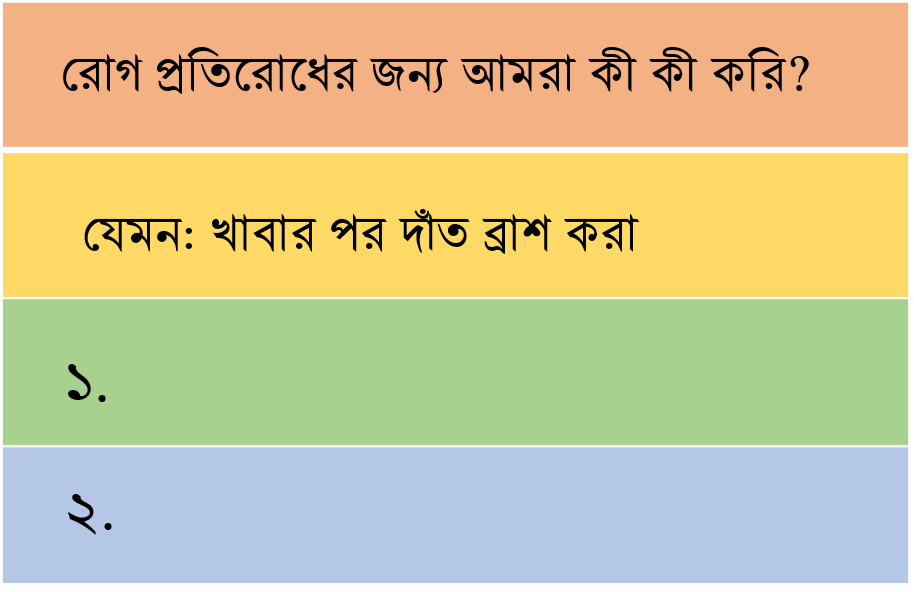 রোগ প্রতিরোধের জন্য আমরা কী কী করি?
যেমন: খাবার পর দাঁত ব্রাশ করা
১.
২.